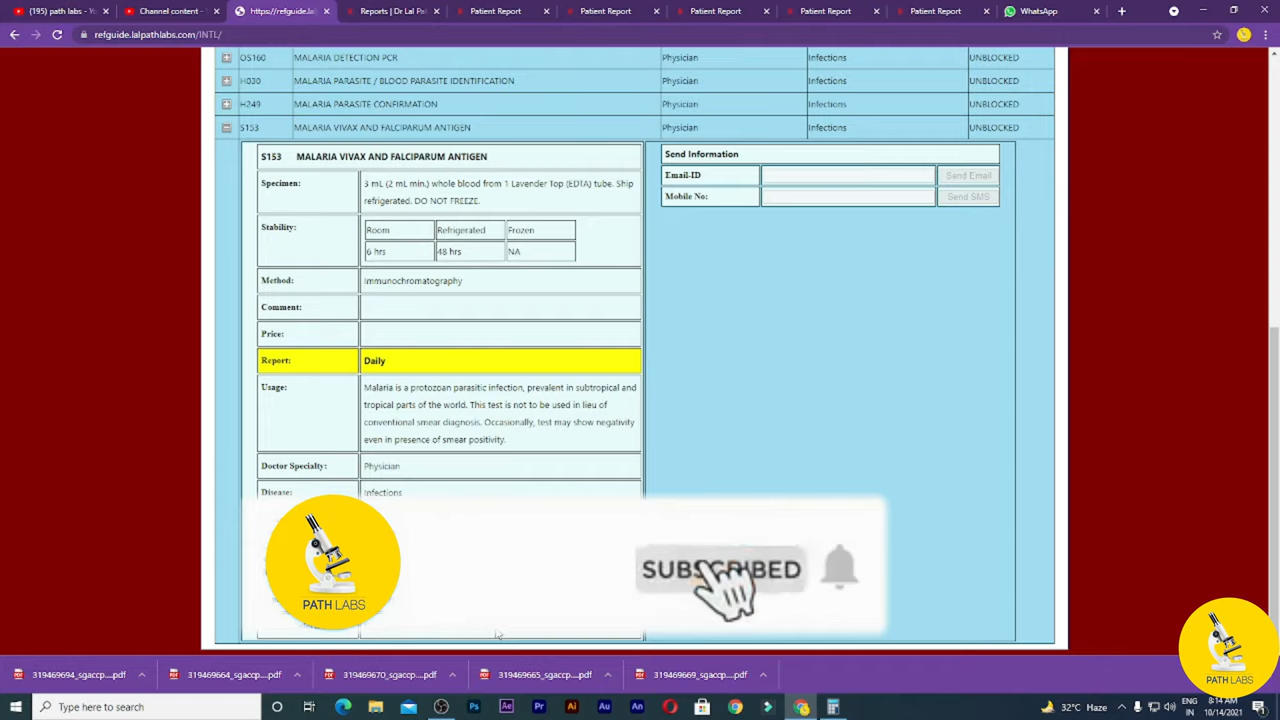 (195) path labs - Yo
Channel content - Y
https://refguide.lal
Reports | Dr Lal Pa
Patient Report
Patient Report
Patient Report
Patient Report
Patient Report
WhatsApp
refguide.lalpathlabs.com/INTL/
OS160 MALARIA DETECTION PCR Physician Infections UNBLOCKED
H030 MALARIA PARASITE / BLOOD PARASITE IDENTIFICATION Physician Infections UNBLOCKED
H249 MALARIA PARASITE CONFIRMATION Physician Infections UNBLOCKED
S153 MALARIA VIVAX AND FALCIPARUM ANTIGEN Physician Infections UNBLOCKED
S153 MALARIA VIVAX AND FALCIPARUM ANTIGEN
Specimen: 3 mL (2 mL min.) whole blood from 1 Lavender Top (EDTA) tube. Ship
refrigerated. DO NOT FREEZE.
Stability: Room Refrigerated Frozen
6 hrs 48 hrs NA
Method: Immunochromatography
Comment:
Price:
Report: Daily
Usage: Malaria is a protozoan parasitic infection, prevalent in subtropical and
tropical parts of the world. This test is not to be used in lieu of
conventional smear diagnosis. Occasionally, test may show negativity
even in presence of smear positivity.
Doctor Specialty: Physician
Disease: Infections
Send Information
Email-ID Send Email
Mobile No: Send SMS
PATH LABS
SUBSCRIBED
PATH LABS
319469694_sgaccp....pdf
319469664_sgaccp....pdf
319469670_sgaccp....pdf
319469665_sgaccp....pdf
319469669_sgaccp....pdf
Type here to search
32°C Haze
ENG
IN
8:14 AM
10/14/2021